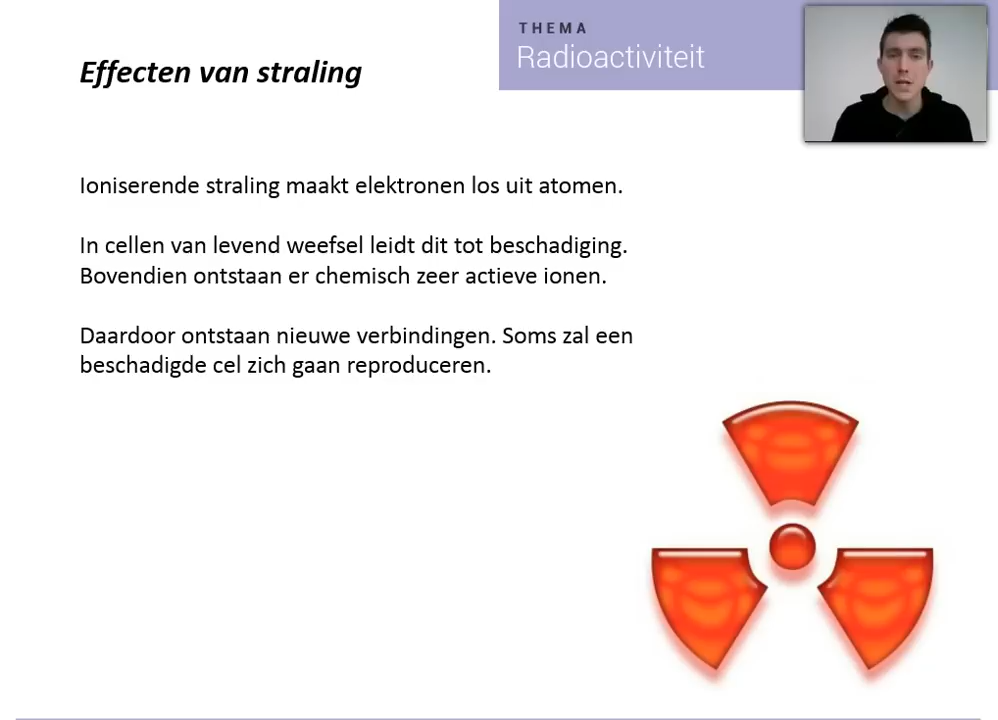 THEMA
Radioactiviteit
Effecten van straling
Ioniserende straling maakt elektronen los uit atomen.
In cellen van levend weefsel leidt dit tot beschadiging.
Bovendien ontstaan er chemisch zeer actieve ionen.
Daardoor ontstaan nieuwe verbindingen. Soms zal een
beschadigde cel zich gaan reproduceren.